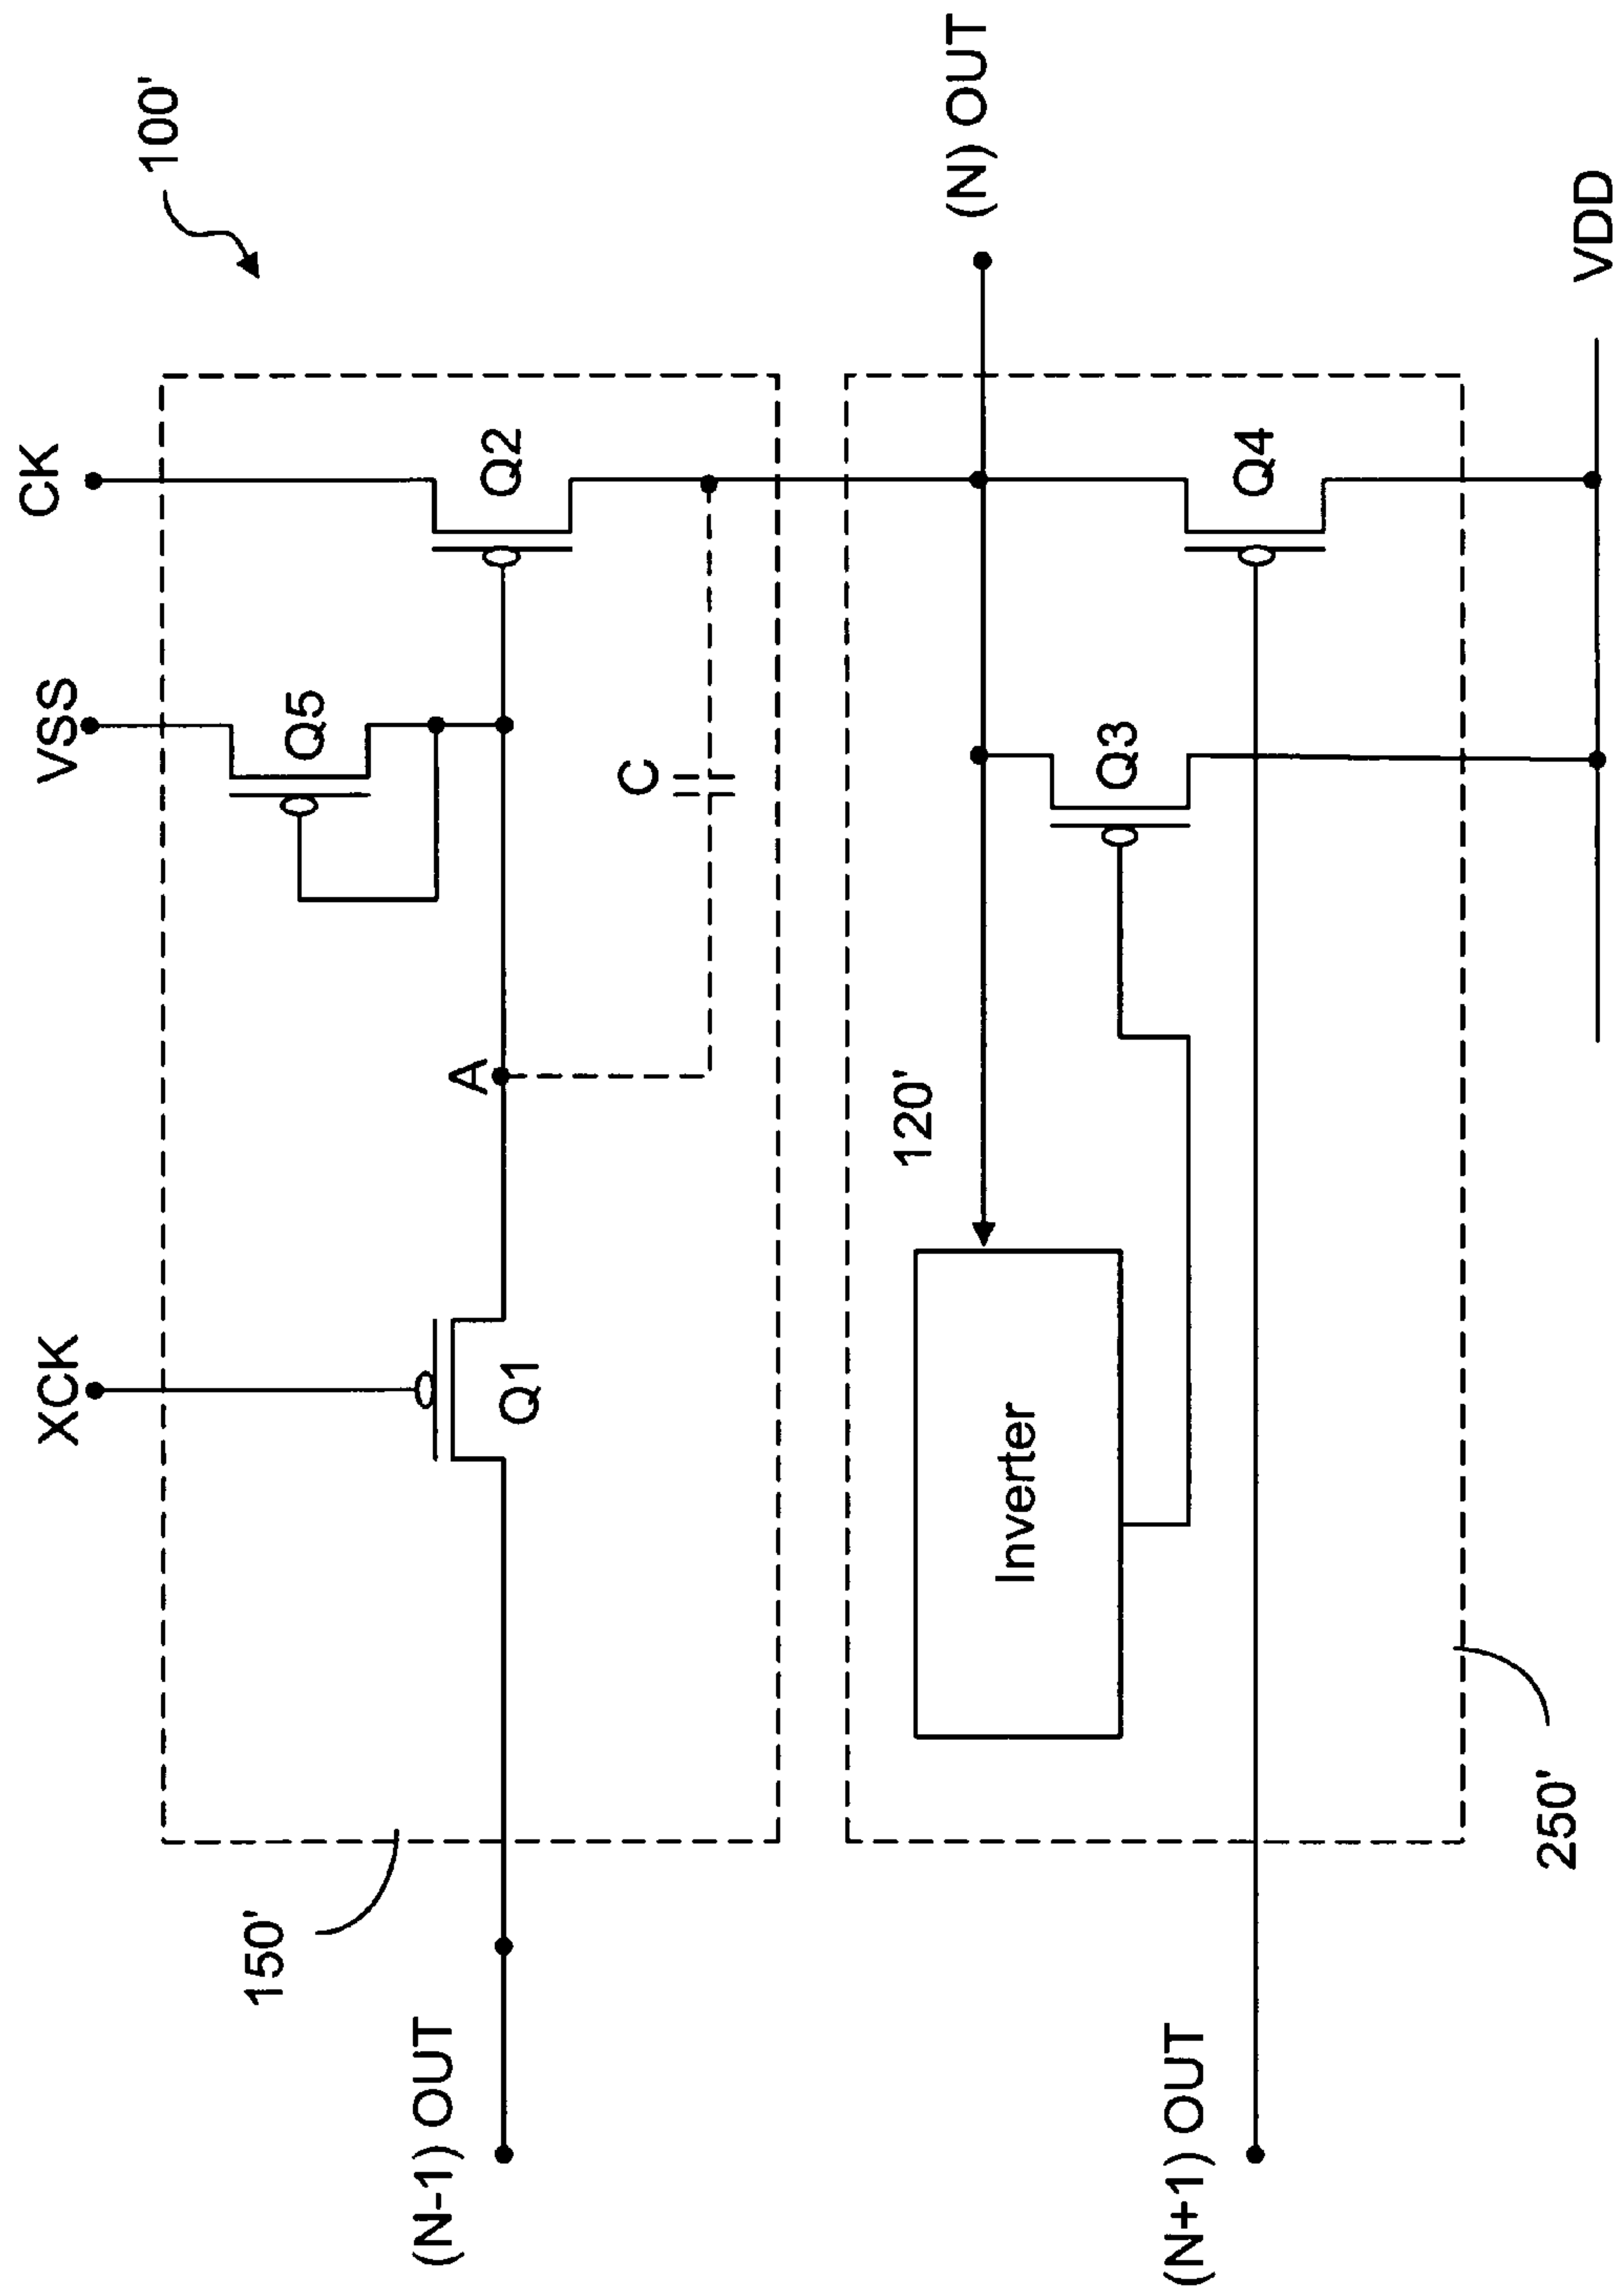 100'
XCK
VSS
CK
150'
Q5
Q2
A
(N-1) OUT
Q1
C
120'
(N) OUT
Inverter
Q3
Q4
(N+1) OUT
250'
VDD